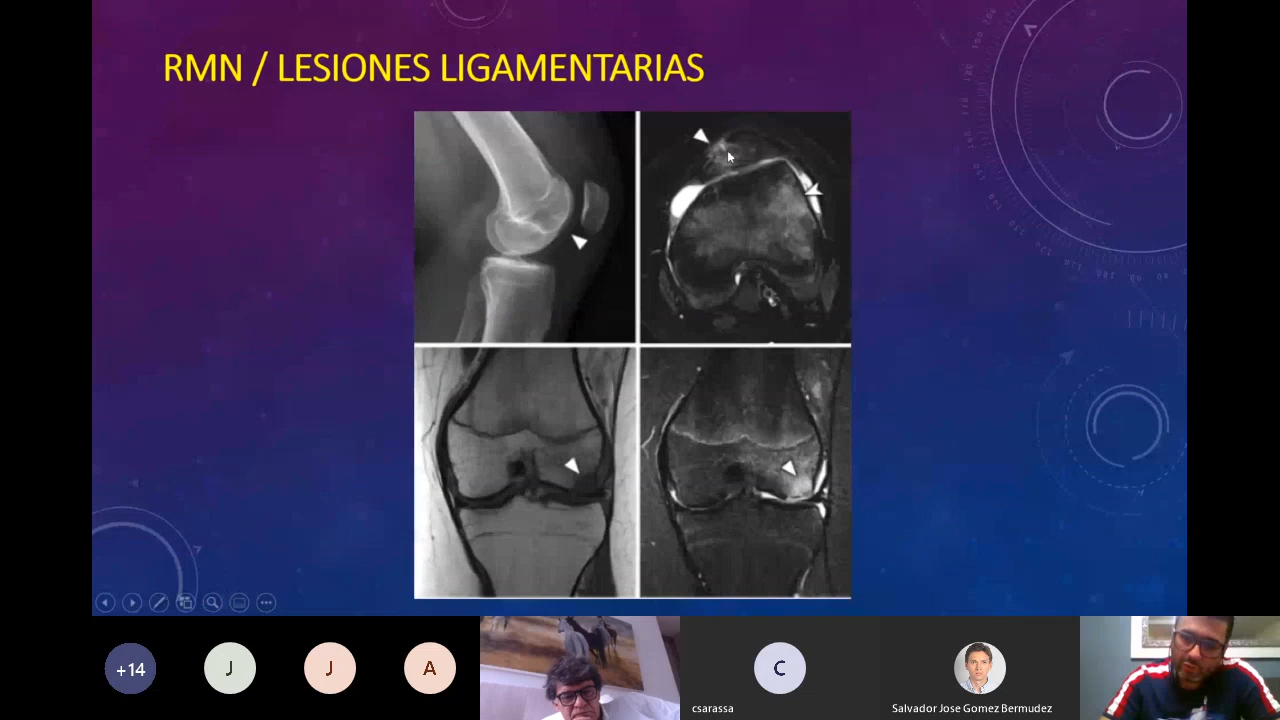 RMN / LESIONES LIGAMENTARIAS
+14
J
J
A
C
csarassa
Salvador Jose Gomez Bermudez